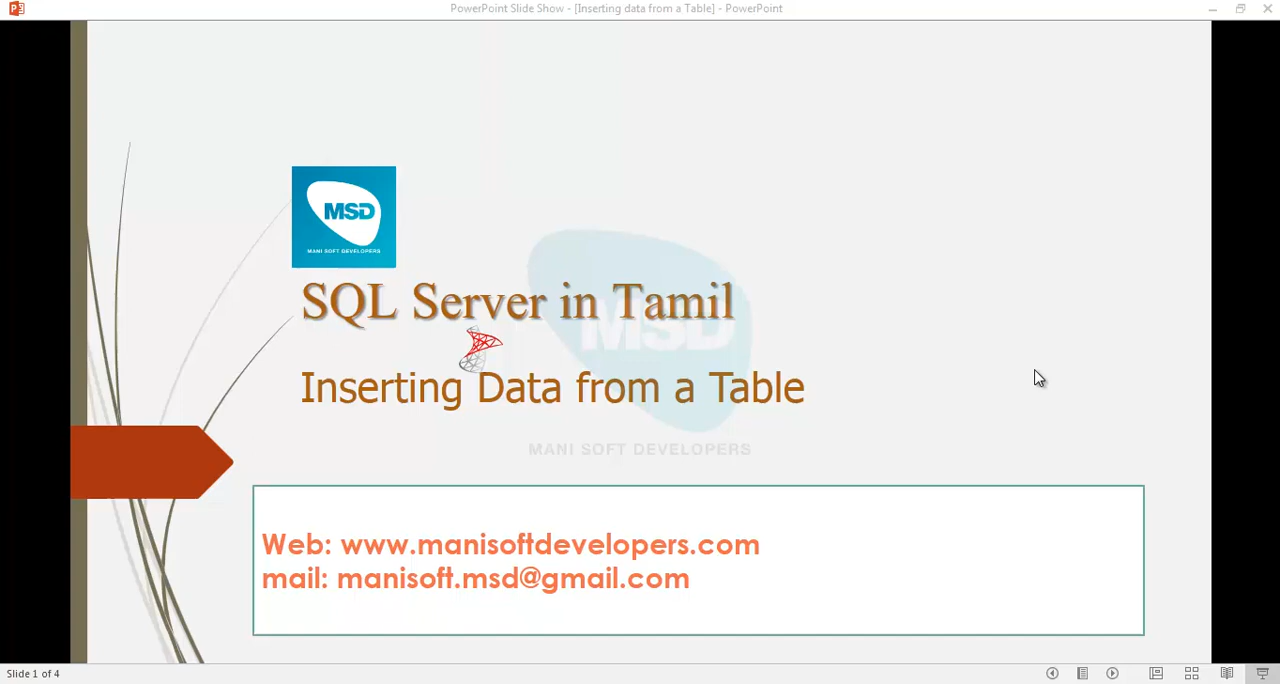 PowerPoint Slide Show - [Inserting data from a Table] - PowerPoint
MSD
MANI SOFT DEVELOPERS
SQL Server in Tamil
MSD
Inserting Data from a Table
MANI SOFT DEVELOPERS
Web: www.manisoftdevelopers.com
mail: manisoft.msd@gmail.com
Slide 1 of 4